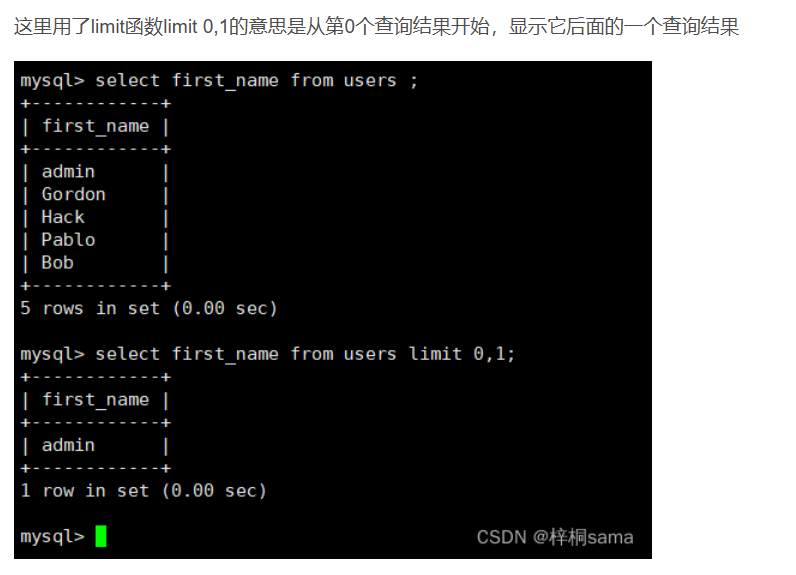 这里用了limit函数limit 0,1的意思是从第0个查询结果开始，显示它后面的一个查询结果
mysql> select first_name from users ;
+------------+
| first_name |
+------------+
| admin      |
| Gordon     |
| Hack       |
| Pablo      |
| Bob        |
+------------+
5 rows in set (0.00 sec)
mysql> select first_name from users limit 0,1;
+------------+
| first_name |
+------------+
| admin      |
+------------+
1 row in set (0.00 sec)
mysql>
CSDN @梓桐sama